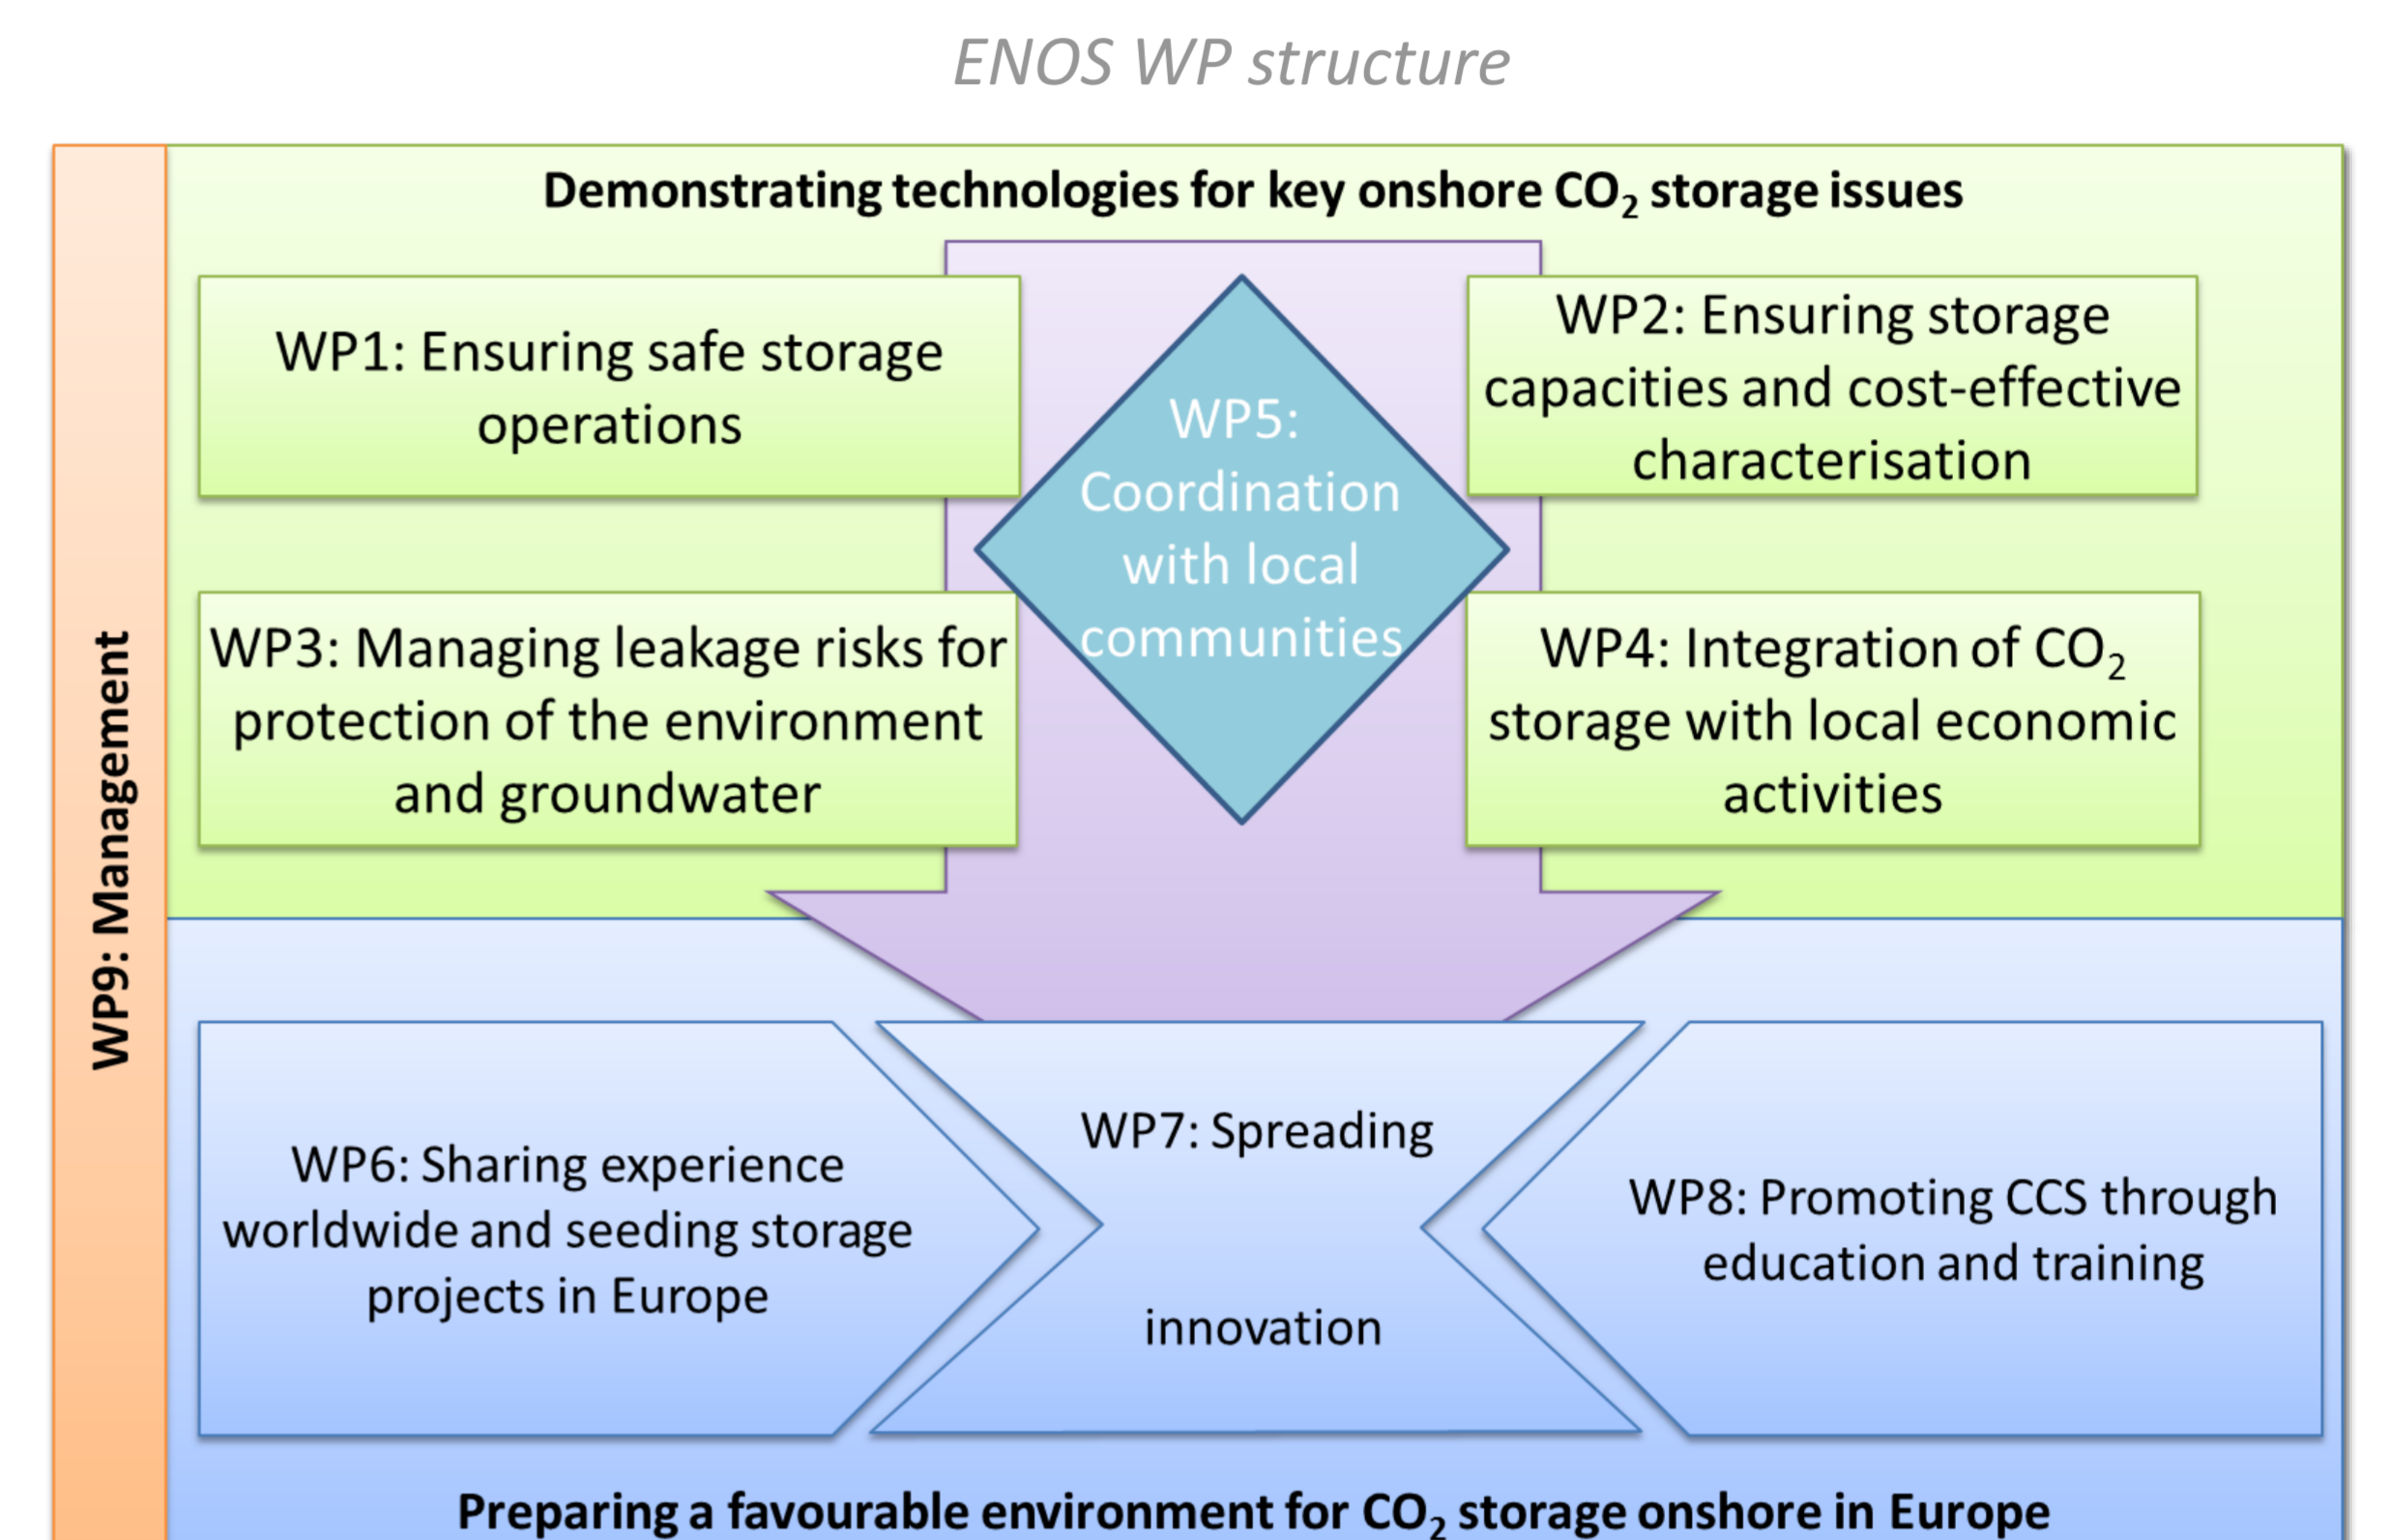 ENOS WP structure
Demonstrating technologies for key onshore CO₂ storage issues
WP1: Ensuring safe storage
operations
WP2: Ensuring storage
capacities and cost-effective
characterisation
WP5:
Coordination
with local
communities
WP3: Managing leakage risks for
protection of the environment
and groundwater
WP4: Integration of CO₂
storage with local economic
activities
WP9: Management
WP6: Sharing experience
worldwide and seeding storage
projects in Europe
WP7: Spreading
innovation
WP8: Promoting CCS through
education and training
Preparing a favourable environment for CO₂ storage onshore in Europe